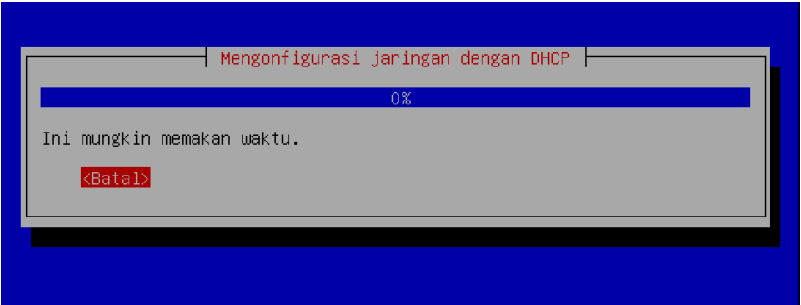 Mengonfigurasi jaringan dengan DHCP
0%
Ini mungkin memakan waktu.
<Batal>